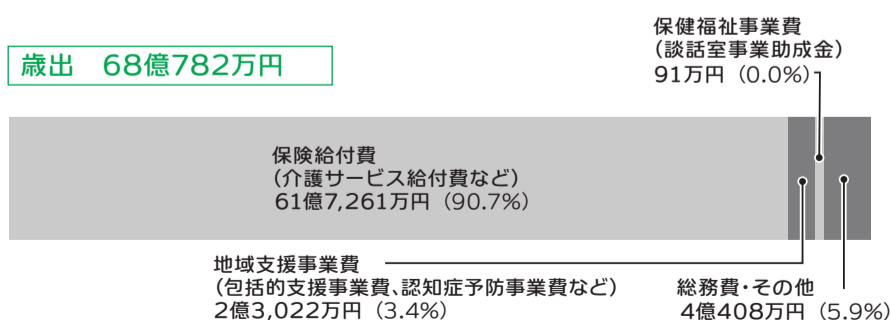 歳出　68億782万円
保健福祉事業費
（談話室事業助成金）
91万円（0.0%）
保険給付費
（介護サービス給付費など）
61億7,261万円（90.7%）
地域支援事業費
（包括的支援事業費、認知症予防事業費など）
2億3,022万円（3.4%）
総務費・その他
4億408万円（5.9%）